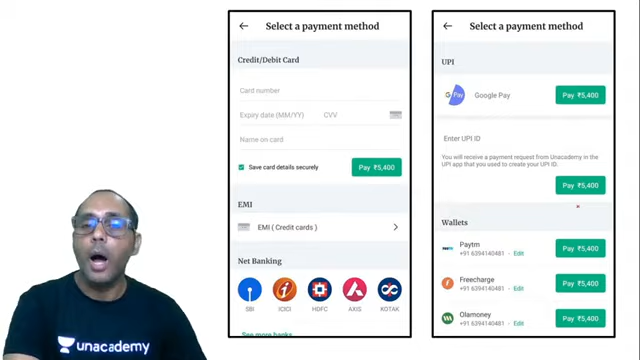 Select a payment method
Credit/Debit Card
Card number
Expiry date (MM/YY) CVV
Name on card
Save card details securely
Pay ₹5,400
EMI
EMI ( Credit cards )
Net Banking
SBI ICICI HDFC AXIS KOTAK
See more banks
Select a payment method
UPI
G Pay Google Pay Pay ₹5,400
Enter UPI ID
You will receive a payment request from Unacademy in the
UPI app that you used to create your UPI ID.
Pay ₹5,400
Wallets
Paytm
+91 6394140481 · Edit
Pay ₹5,400
Freecharge
+91 6394140481 · Edit
Pay ₹5,400
Olamoney
+91 6394140481 · Edit
Pay ₹5,400
unacademy